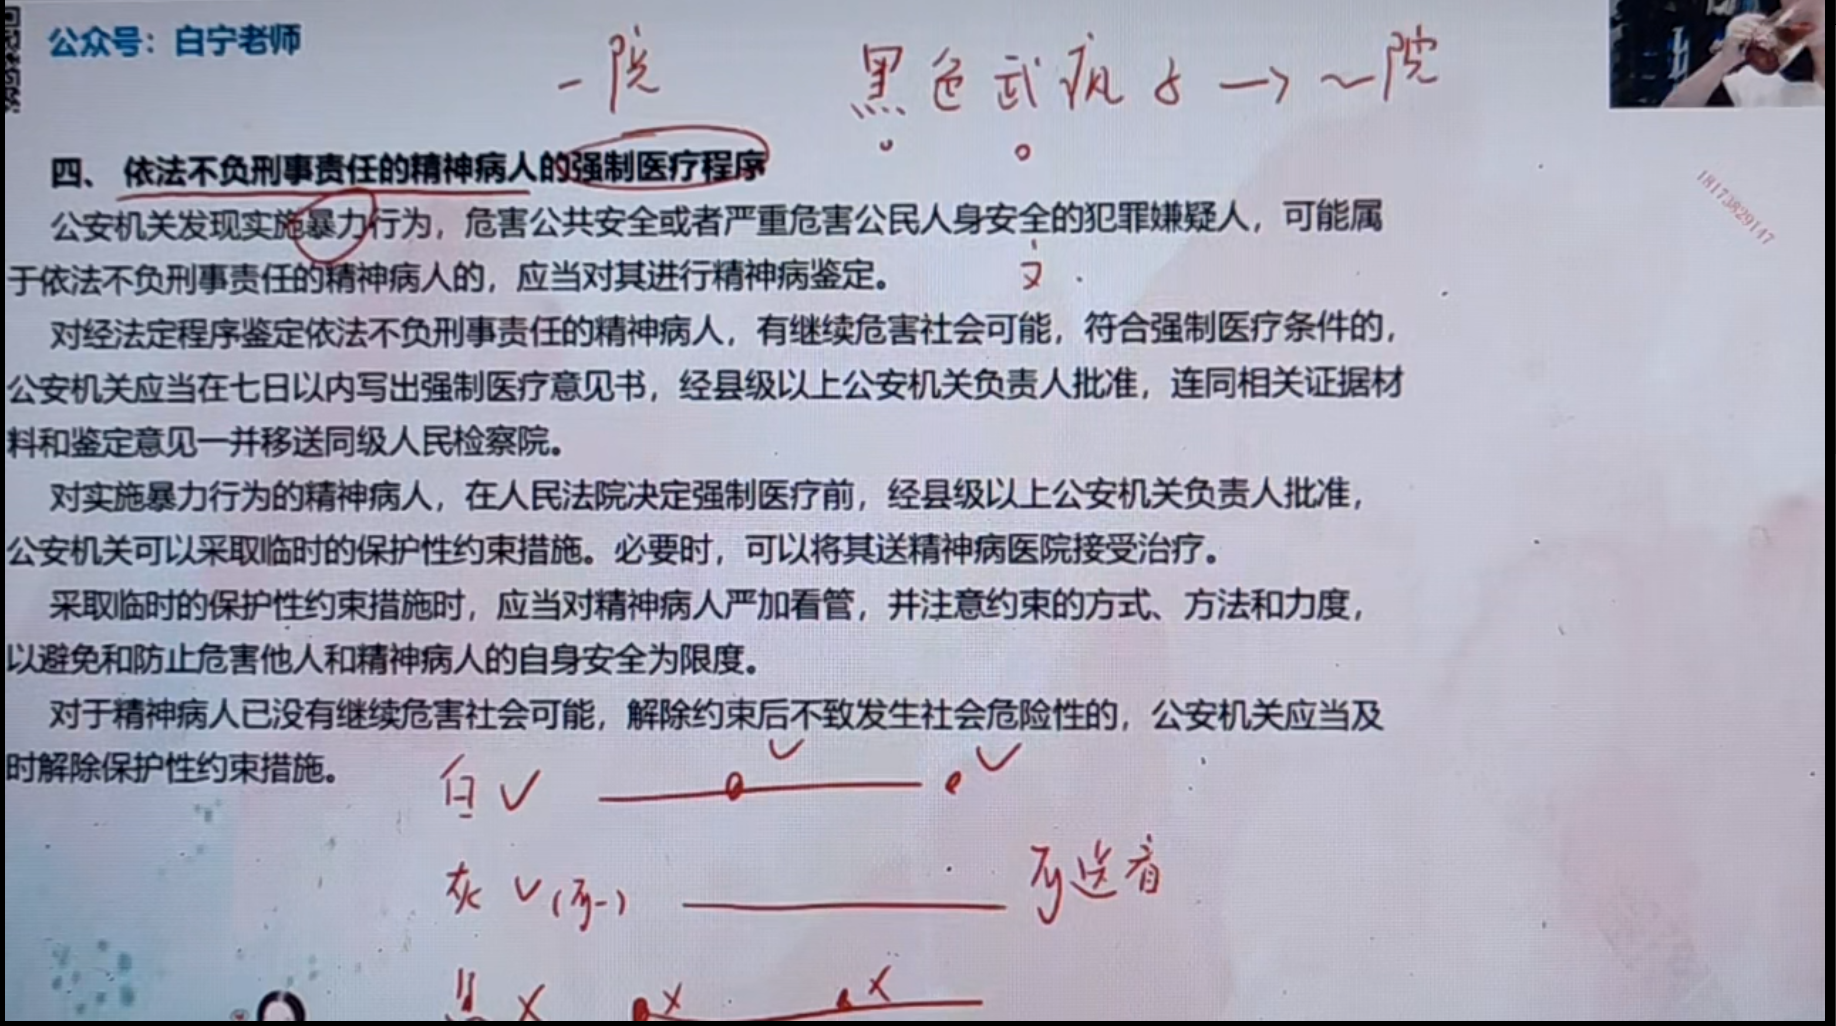 公众号：白宁老师
一院 黑色武疯子→~院
四、 依法不负刑事责任的精神病人的强制医疗程序
公安机关发现实施暴力行为，危害公共安全或者严重危害公民人身安全的犯罪嫌疑人，可能属
于依法不负刑事责任的精神病人的，应当对其进行精神病鉴定。
对经法定程序鉴定依法不负刑事责任的精神病人，有继续危害社会可能，符合强制医疗条件的，
公安机关应当在七日以内写出强制医疗意见书，经县级以上公安机关负责人批准，连同相关证据材
料和鉴定意见一并移送同级人民检察院。
对实施暴力行为的精神病人，在人民法院决定强制医疗前，经县级以上公安机关负责人批准，
公安机关可以采取临时的保护性约束措施。必要时，可以将其送精神病医院接受治疗。
采取临时的保护性约束措施时，应当对精神病人严加看管，并注意约束的方式、方法和力度，
以避免和防止危害他人和精神病人的自身安全为限度。
对于精神病人已没有继续危害社会可能，解除约束后不致发生社会危险性的，公安机关应当及
时解除保护性约束措施。
白
灰
18173829147